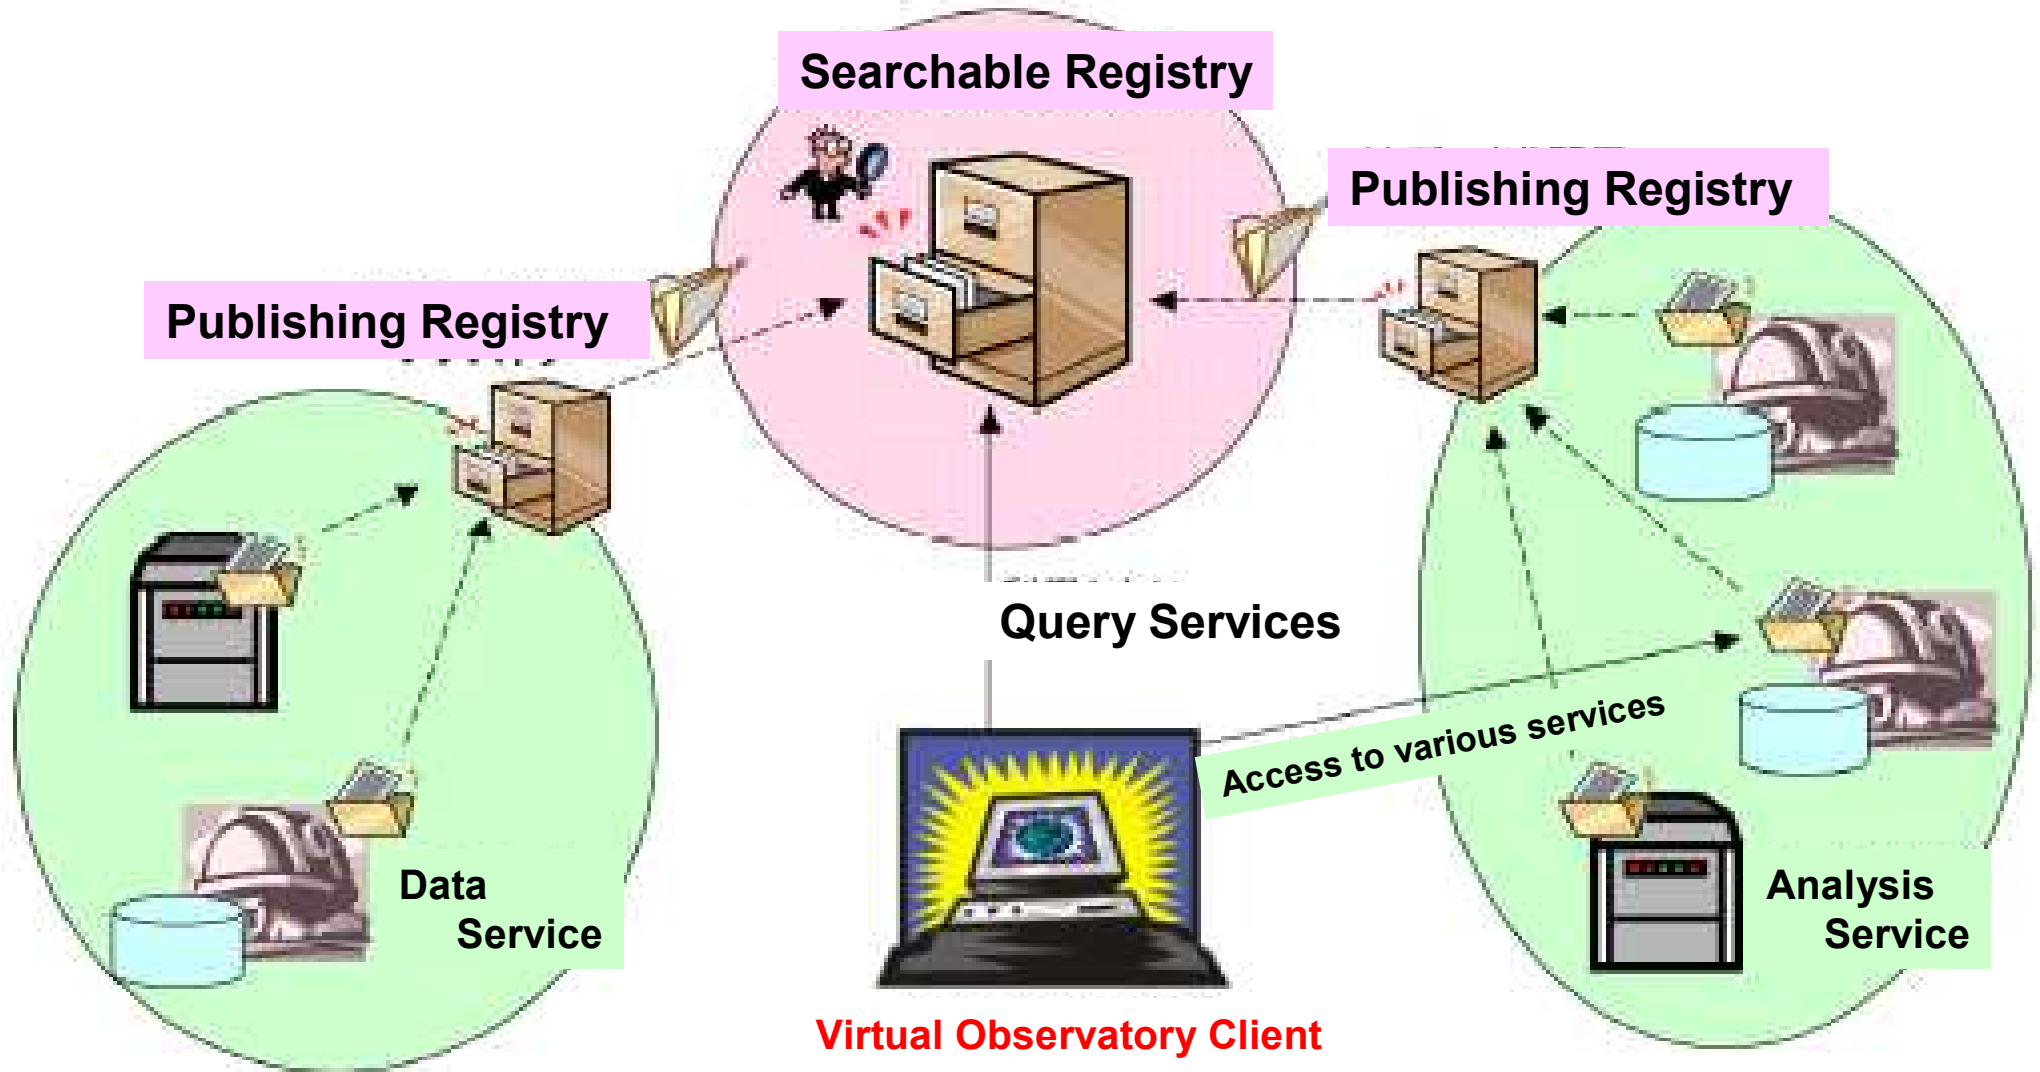 Searchable Registry
Publishing Registry
Publishing Registry
Query Services
Access to various services
Data
Service
Analysis
Service
Virtual Observatory Client